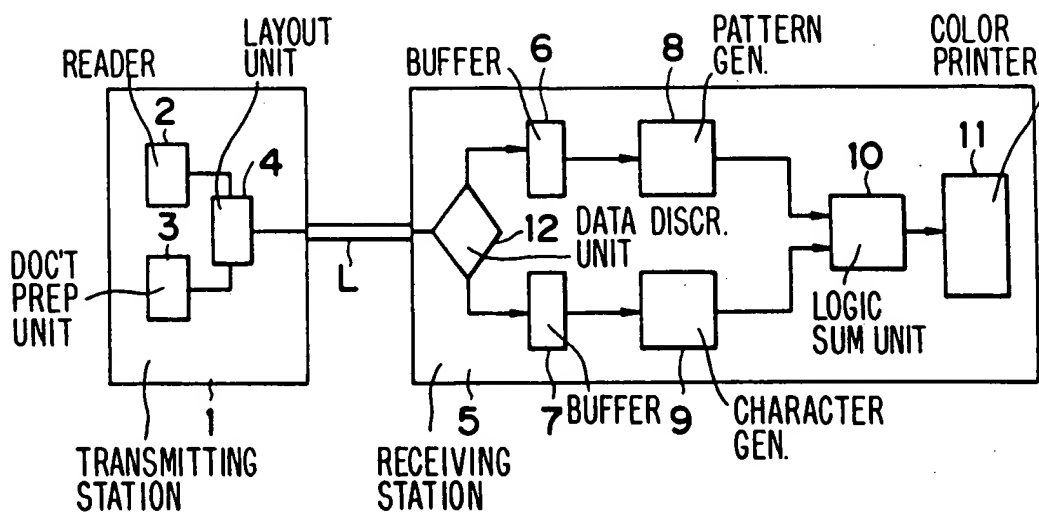 READER
LAYOUT
UNIT
2
4
3
DOC'T
PREP
UNIT
1
TRANSMITTING
STATION
L
BUFFER
6
8
PATTERN
GEN.
COLOR
PRINTER
12
DATA DISCR.
UNIT
10
11
LOGIC
SUM UNIT
5
7
BUFFER
9
CHARACTER
GEN.
RECEIVING
STATION